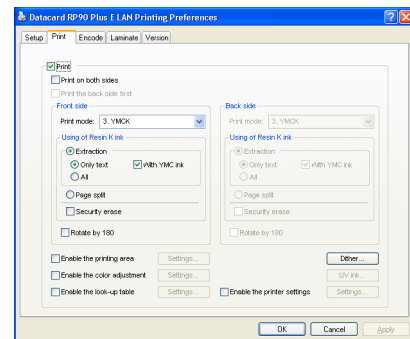 Datacard RP90 Plus E LAN Printing Preferences
Setup Print Encode Laminate Version
Print
Print on both sides
Print the back side first
Front side
Print mode: 3. YMCK
Using of Resin K ink
Extraction
Only text With YMC ink
All
Page split
Security erase
Rotate by 180
Back side
Print mode: 3. YMCK
Using of Resin K ink
Extraction
Only text With YMC ink
All
Page split
Security erase
Rotate by 180
Enable the printing area Settings... Dither...
Enable the color adjustment Settings... UV ink...
Enable the look-up table Settings... Enable the printer settings Settings...
OK Cancel Apply